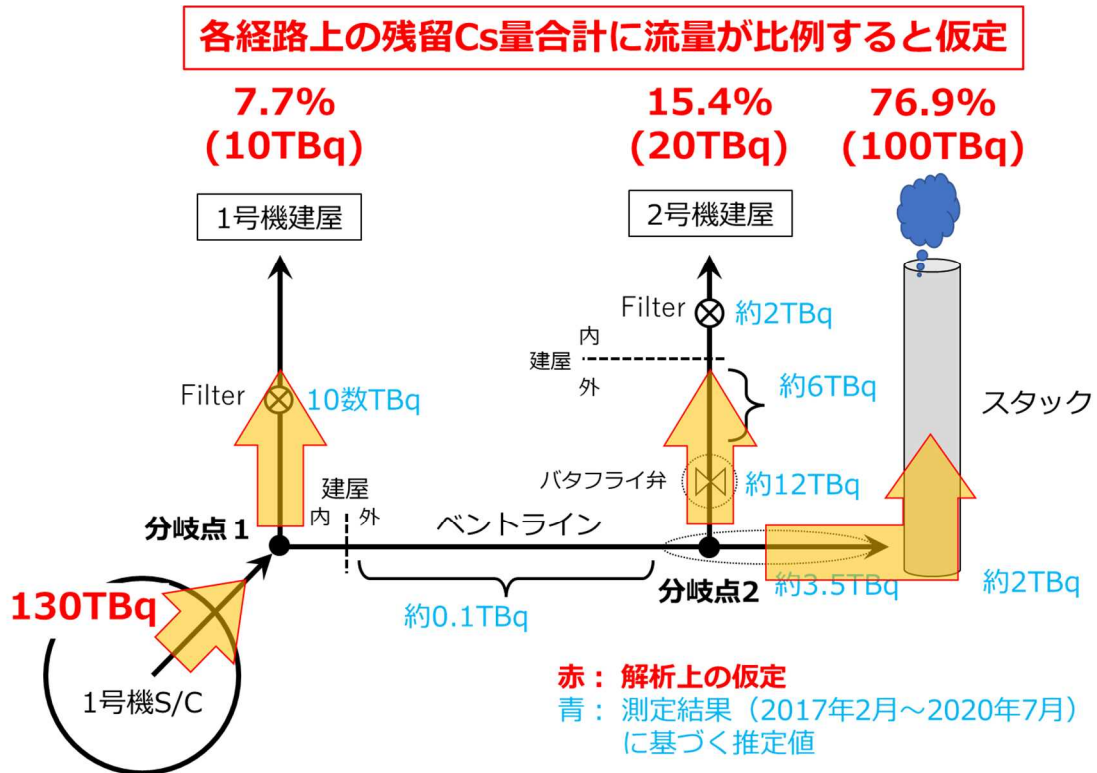 各経路上の残留Cs量合計に流量が比例すると仮定
7.7%
(10TBq)
15.4%
(20TBq)
76.9%
(100TBq)
1号機建屋
2号機建屋
Filter
約2TBq
内
建屋
外
約6TBq
Filter
10数TBq
スタック
バタフライ弁
約12TBq
建屋
内 外
ベントライン
分岐点1
分岐点2
約3.5TBq
約2TBq
約0.1TBq
130TBq
1号機S/C
赤： 解析上の仮定
青： 測定結果（2017年2月～2020年7月）
に基づく推定値